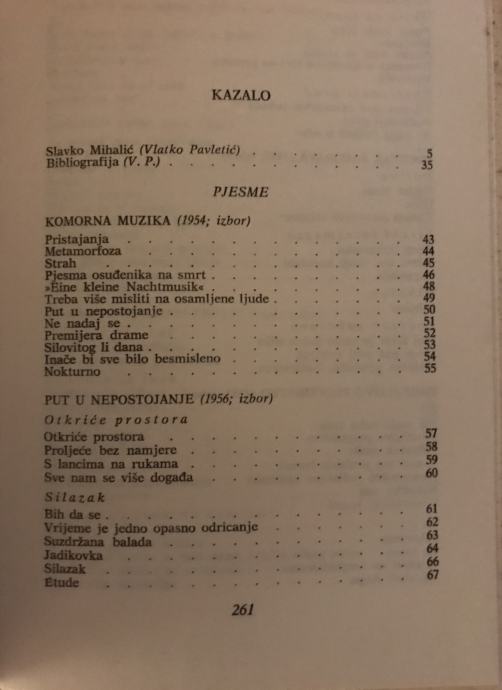 KAZALO
Slavko Mihalić (Vlatko Pavletić) . . . . . . . 5
Bibliografija (V. P.) . . . . . . . . . . . 35
PJESME
KOMORNA MUZIKA (1954; izbor)
Pristajanja . . . . . . . . . . . . . 43
Metamorfoza . . . . . . . . . . . . . 44
Strah . . . . . . . . . . . . . . . 45
Pjesma osuđenika na smrt . . . . . . . . . 46
»Eine kleine Nachtmusik« . . . . . . . . . 48
Treba više misliti na osamljene ljude . . . . . . 49
Put u nepostojanje . . . . . . . . . . . 50
Ne nadaj se . . . . . . . . . . . . . 51
Premijera drame . . . . . . . . . . . . 52
Silovitog li dana . . . . . . . . . . . . 53
Inače bi sve bilo besmisleno . . . . . . . . 54
Nokturno . . . . . . . . . . . . . 55
PUT U NEPOSTOJANJE (1956; izbor)
Otkriće prostora
Otkriće prostora . . . . . . . . . . . 57
Proljeće bez namjere . . . . . . . . . . 58
S lancima na rukama . . . . . . . . . . 59
Sve nam se više događa . . . . . . . . . 60
Silazak
Bih da se . . . . . . . . . . . . . . 61
Vrijeme je jedno opasno odricanje . . . . . . . 62
Suzdržana balada . . . . . . . . . . . 63
Jadikovka . . . . . . . . . . . . . 64
Silazak . . . . . . . . . . . . . . 66
Étude . . . . . . . . . . . . . . 67
261